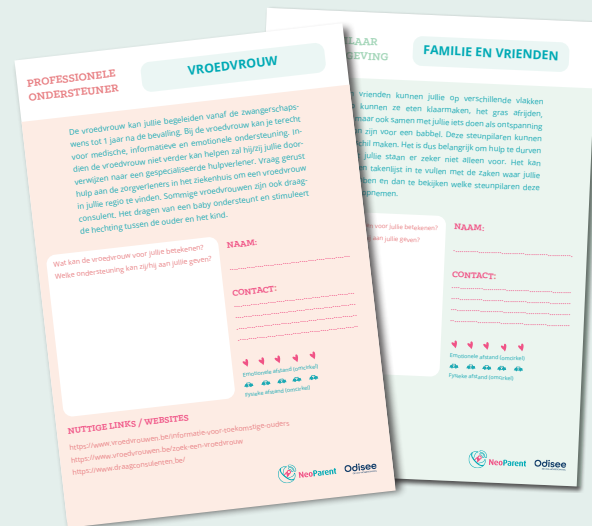 PROFESSIONELE
ONDERSTEUNER
VROEDVROUW
De vroedvrouw kan jullie begeleiden vanaf de zwangerschaps-
wens tot 1 jaar na de bevalling. Bij de vroedvrouw kan je terecht
voor medische, informatieve en emotionele ondersteuning. In-
dien de vroedvrouw niet verder kan helpen zal hij/zij jullie door-
verwijzen naar een gespecialiseerde hulpverlener. Vraag gerust
hulp aan de zorgverleners in het ziekenhuis om een vroedvrouw
in jullie regio te vinden. Sommige vroedvrouwen zijn ook draag-
consulent. Het dragen van een baby ondersteunt en stimuleert
de hechting tussen de ouder en het kind.
Wat kan de vroedvrouw voor jullie betekenen?
Welke ondersteuning kan zij/hij aan jullie geven?
NAAM:
CONTACT:
Emotionele afstand (omcirkel)
Fysieke afstand (omcirkel)
NUTTIGE LINKS / WEBSITES
https://www.vroedvrouwen.be/informatie-voor-toekomstige-ouders
https://www.vroedvrouwen.be/zoek-een-vroedvrouw
https://www.draagconsulenten.be/
NeoParent
Odisee
LAAR
GEVING
FAMILIE EN VRIENDEN
vrienden kunnen jullie op verschillende vlakken
kunnen ze eten klaarmaken, het gras afrijden,
maar ook samen met jullie iets doen als ontspanning
zijn voor een babbel. Deze steunpilaren kunnen
chil maken. Het is dus belangrijk om hulp te durven
jullie staan er zeker niet alleen voor. Het kan
takenlijst in te vullen met de zaken waar jullie
ben en dan te bekijken welke steunpilaren deze
opnemen.
voor jullie betekenen?
aan jullie geven?
NAAM:
CONTACT:
Emotionele afstand (omcirkel)
Fysieke afstand (omcirkel)
NeoParent
Odisee